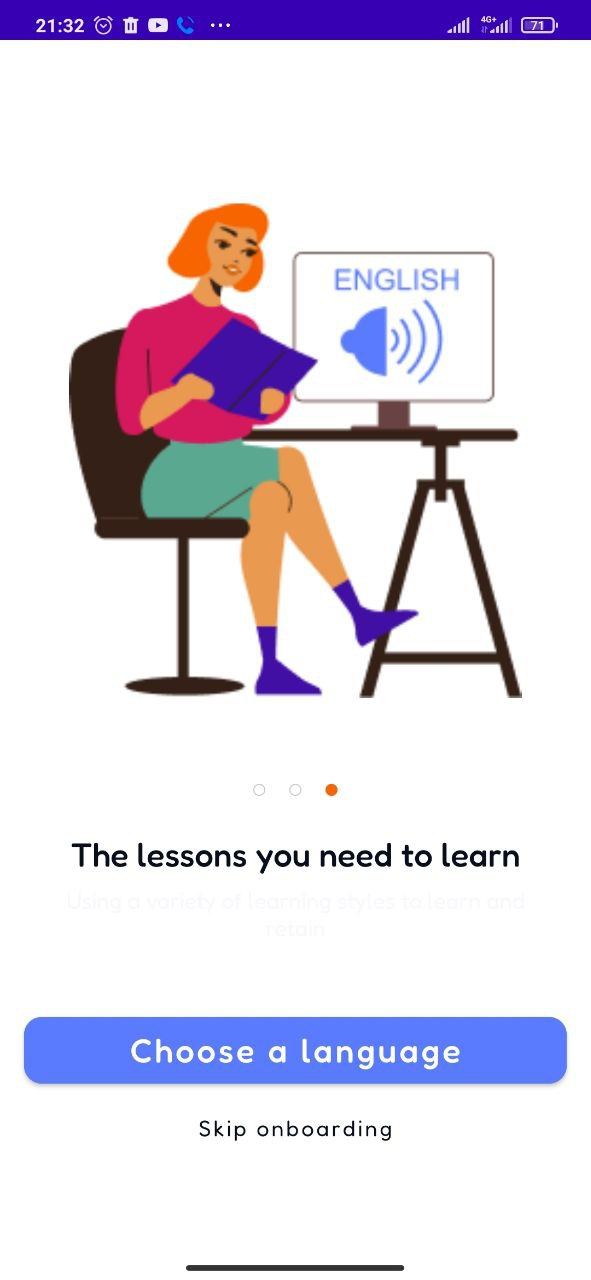 21:32
4G+
71
ENGLISH
The lessons you need to learn
Using a variety of learning styles to learn and
retain
Choose a language
Skip onboarding